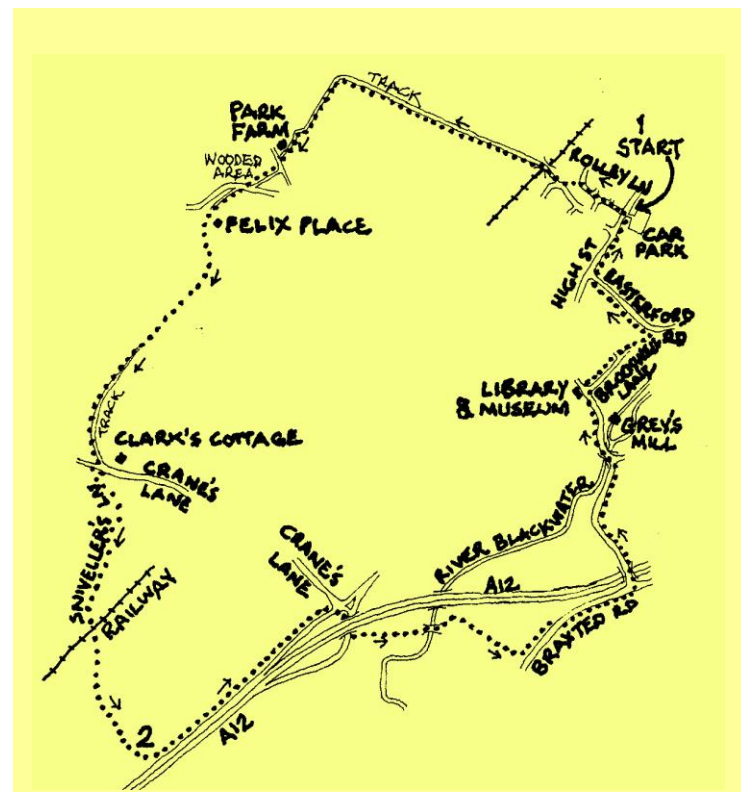 TRACK
PARK
FARM
WOODED
AREA
FELIX PLACE
1
START
ROLLEY LN
CAR
PARK
HIGH ST
EASTERFORD
RD
BROOKWELL
LANE
LIBRARY
& MUSEUM
GREY'S
MILL
TRACK
CLARK'S COTTAGE
CRANE'S
LANE
SNIVELLER'S LN
RAILWAY
CRANE'S
LANE
RIVER BLACKWATER
A12
BRAXTED RD
2
A12